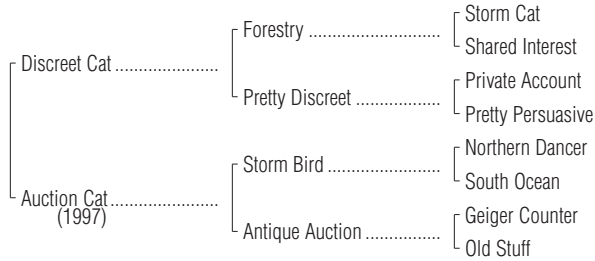 Storm Cat
Forestry ............................
Shared Interest
Discreet Cat ......................
Private Account
Pretty Discreet ..................
Pretty Persuasive
Northern Dancer
Storm Bird ........................
South Ocean
Auction Cat .......................
(1997)
Geiger Counter
Antique Auction ................
Old Stuff